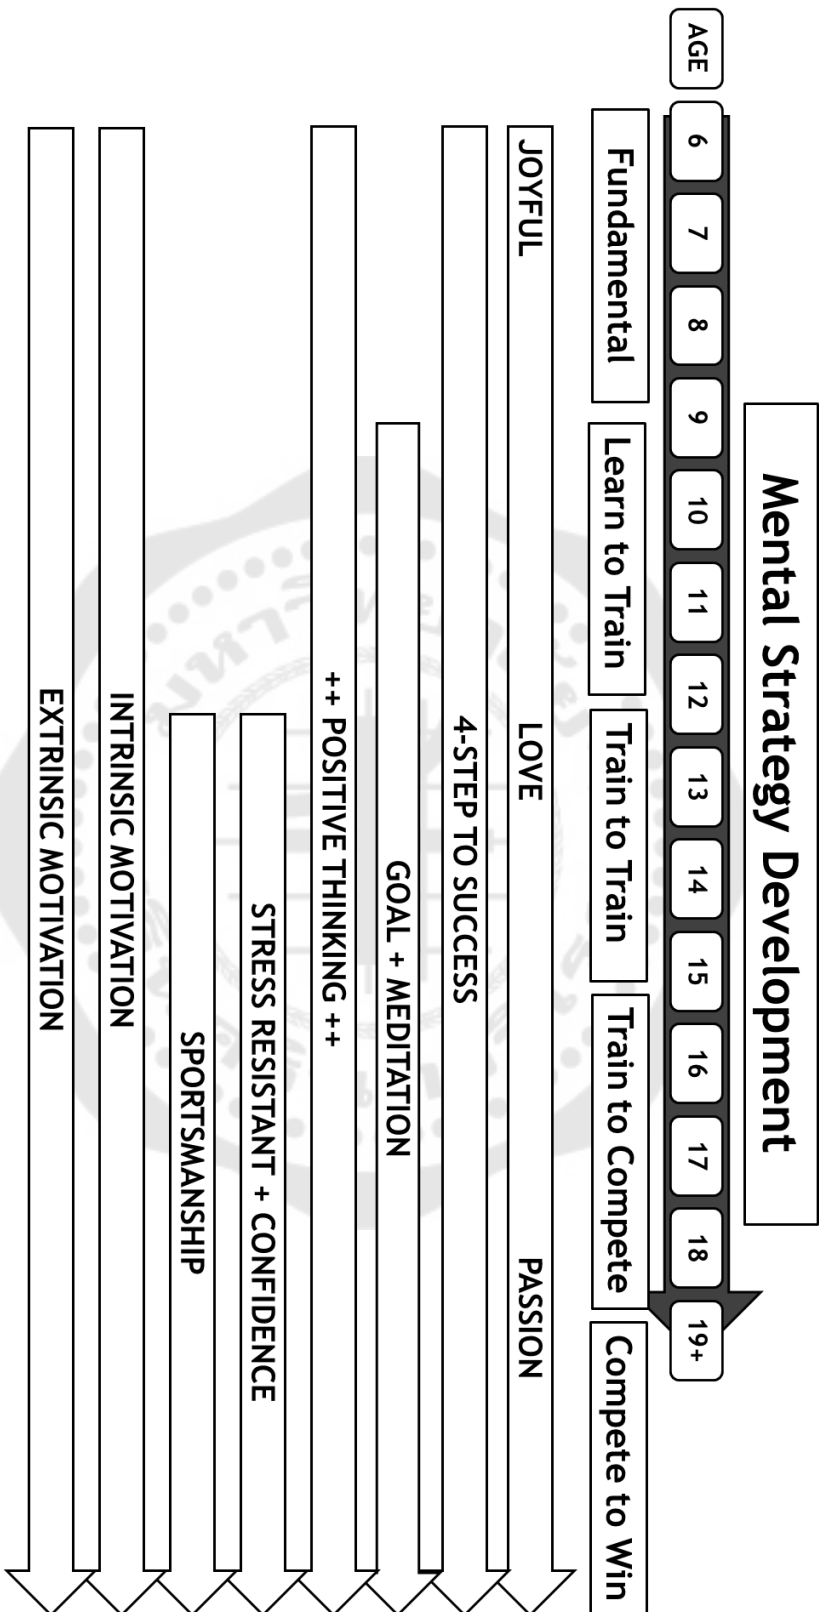 Mental Strategy Development
AGE 6 7 8 9 10 11 12 13 14 15 16 17 18 19+
Fundamental Learn to Train Train to Train Train to Compete Compete to Win
JOYFUL LOVE PASSION
4-STEP TO SUCCESS
GOAL + MEDITATION
++ POSITIVE THINKING ++
STRESS RESISTANT + CONFIDENCE
SPORTSMANSHIP
INTRINSIC MOTIVATION
EXTRINSIC MOTIVATION